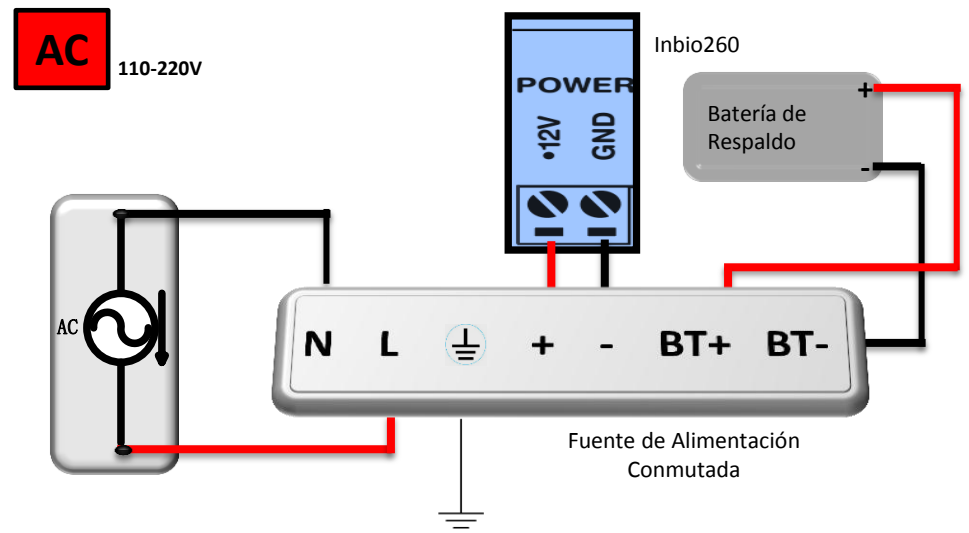 AC
110-220V
Inbio260
POWER
•12V
GND
+
Batería de
Respaldo
-
AC
N L + - BT+ BT-
Fuente de Alimentación
Conmutada